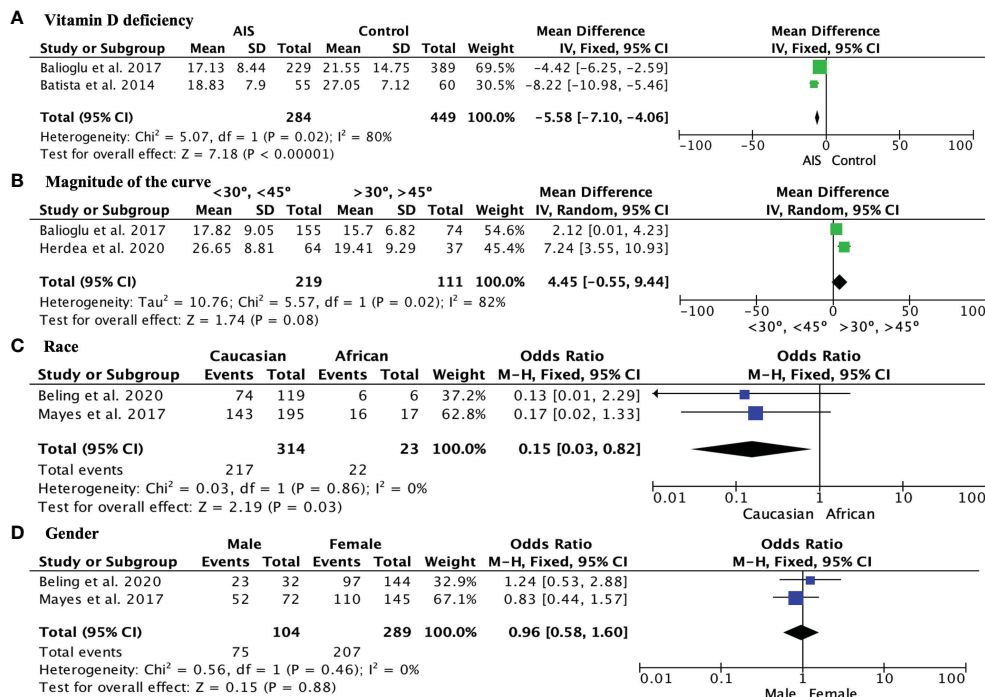 A Vitamin D deficiency
AIS Control Mean Difference Mean Difference
Study or Subgroup Mean SD Total Mean SD Total Weight IV, Fixed, 95% CI IV, Fixed, 95% CI
Balioglu et al. 2017 17.13 8.44 229 21.55 14.75 389 69.5% -4.42 [-6.25, -2.59]
Batista et al. 2014 18.83 7.9 55 27.05 7.12 60 30.5% -8.22 [-10.98, -5.46]
Total (95% CI) 284 449 100.0% -5.58 [-7.10, -4.06]
Heterogeneity: Chi² = 5.07, df = 1 (P = 0.02); I² = 80%
Test for overall effect: Z = 7.18 (P < 0.00001)
-100 -50 0 50 100
AIS Control
B Magnitude of the curve
<30°, <45° >30°, >45° Mean Difference Mean Difference
Study or Subgroup Mean SD Total Mean SD Total Weight IV, Random, 95% CI IV, Random, 95% CI
Balioglu et al. 2017 17.82 9.05 155 15.7 6.82 74 54.6% 2.12 [0.01, 4.23]
Herdea et al. 2020 26.65 8.81 64 19.41 9.29 37 45.4% 7.24 [3.55, 10.93]
Total (95% CI) 219 111 100.0% 4.45 [-0.55, 9.44]
Heterogeneity: Tau² = 10.76; Chi² = 5.57, df = 1 (P = 0.02); I² = 82%
Test for overall effect: Z = 1.74 (P = 0.08)
-100 -50 0 50 100
<30°, <45° >30°, >45°
C Race
Caucasian African Odds Ratio Odds Ratio
Study or Subgroup Events Total Events Total Weight M-H, Fixed, 95% CI M-H, Fixed, 95% CI
Beling et al. 2020 74 119 6 6 37.2% 0.13 [0.01, 2.29]
Mayes et al. 2017 143 195 16 17 62.8% 0.17 [0.02, 1.33]
Total (95% CI) 314 23 100.0% 0.15 [0.03, 0.82]
Total events 217 22
Heterogeneity: Chi² = 0.03, df = 1 (P = 0.86); I² = 0%
Test for overall effect: Z = 2.19 (P = 0.03)
0.01 0.1 1 10 100
Caucasian African
D Gender
Male Female Odds Ratio Odds Ratio
Study or Subgroup Events Total Events Total Weight M-H, Fixed, 95% CI M-H, Fixed, 95% CI
Beling et al. 2020 23 32 97 144 32.9% 1.24 [0.53, 2.88]
Mayes et al. 2017 52 72 110 145 67.1% 0.83 [0.44, 1.57]
Total (95% CI) 104 289 100.0% 0.96 [0.58, 1.60]
Total events 75 207
Heterogeneity: Chi² = 0.56, df = 1 (P = 0.46); I² = 0%
Test for overall effect: Z = 0.15 (P = 0.88)
0.01 0.1 1 10 100
Male Female